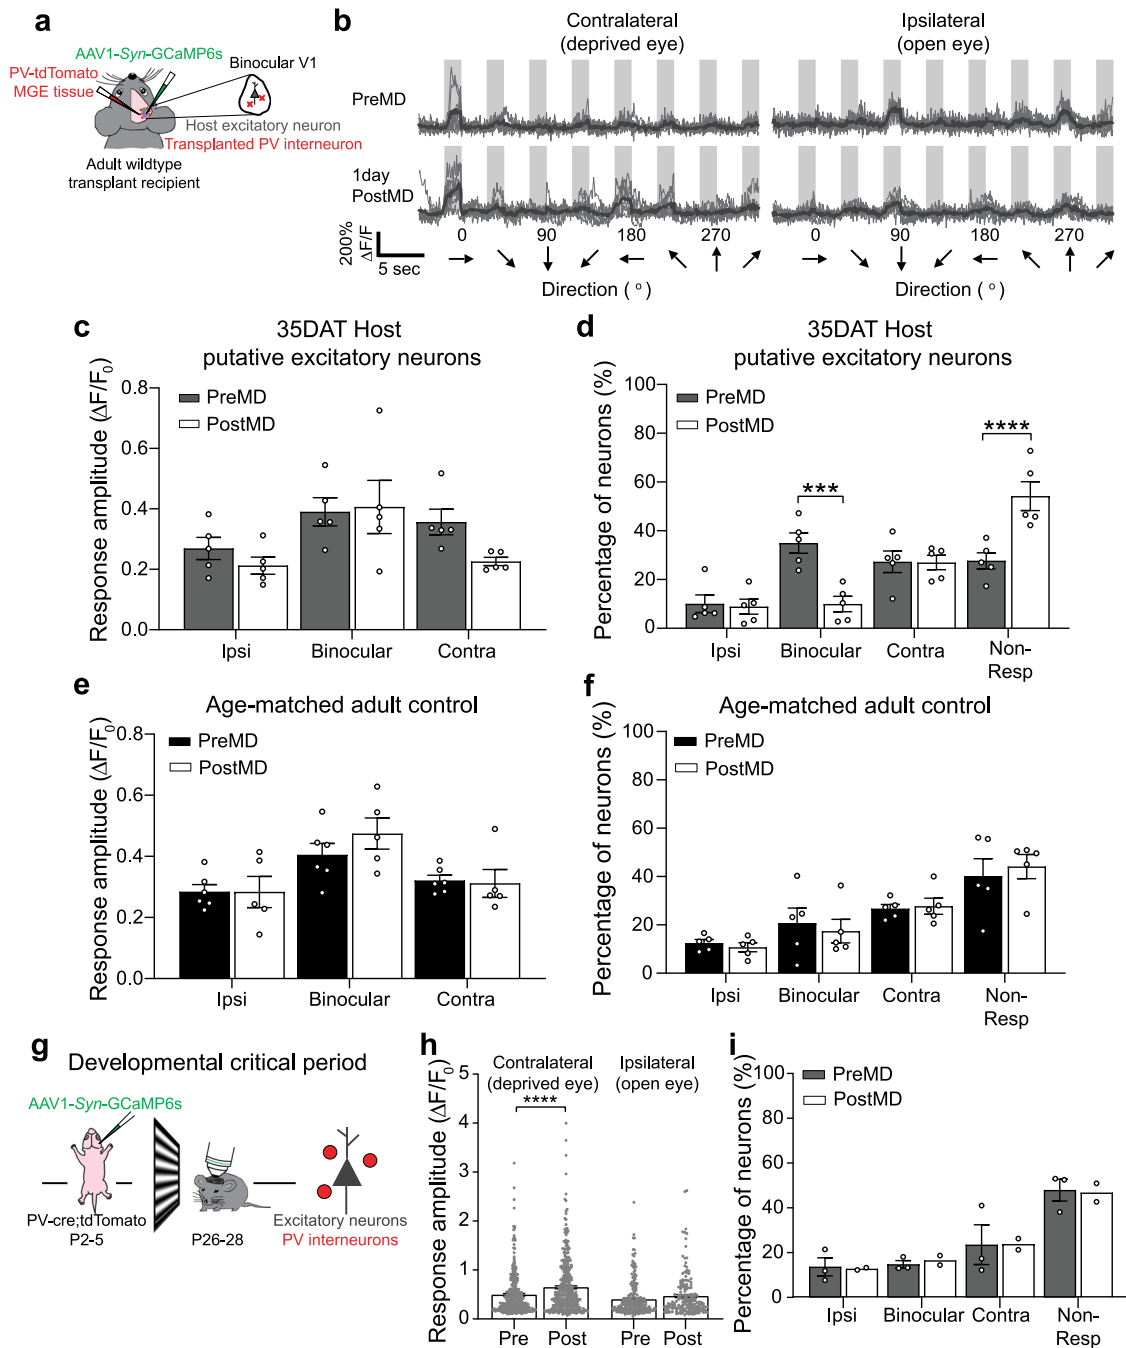 a
AAV1-Syn-GCaMP6s
PV-tdTomato
MGE tissue
Binocular V1
Host excitatory neuron
Transplanted PV interneuron
Adult wildtype
transplant recipient
b
Contralateral
(deprived eye)
Ipsilateral
(open eye)
PreMD
1day
PostMD
200%
ΔF/F
5 sec
0 90 180 270
0 90 180 270
Direction ( o )
Direction ( o )
c
35DAT Host
putative excitatory neurons
Response amplitude (ΔF/F0)
0.8
0.6
0.4
0.2
0.0
PreMD
PostMD
Ipsi Binocular Contra
d
35DAT Host
putative excitatory neurons
Percentage of neurons (%)
100
80
60
40
20
0
PreMD
PostMD
***
****
Ipsi Binocular Contra Non-
Resp
e
Age-matched adult control
Response amplitude (ΔF/F0)
0.8
0.6
0.4
0.2
0.0
PreMD
PostMD
Ipsi Binocular Contra
f
Age-matched adult control
Percentage of neurons (%)
100
80
60
40
20
0
PreMD
PostMD
Ipsi Binocular Contra Non-
Resp
g
Developmental critical period
AAV1-Syn-GCaMP6s
PV-cre;tdTomato
P2-5
P26-28
Excitatory neurons
PV interneurons
h
Contralateral
(deprived eye)
Ipsilateral
(open eye)
Response amplitude (ΔF/F0)
5
4
3
2
1
0
****
Pre Post Pre Post
i
Percentage of neurons (%)
100
80
60
40
20
0
PreMD
PostMD
Ipsi Binocular Contra Non-
Resp